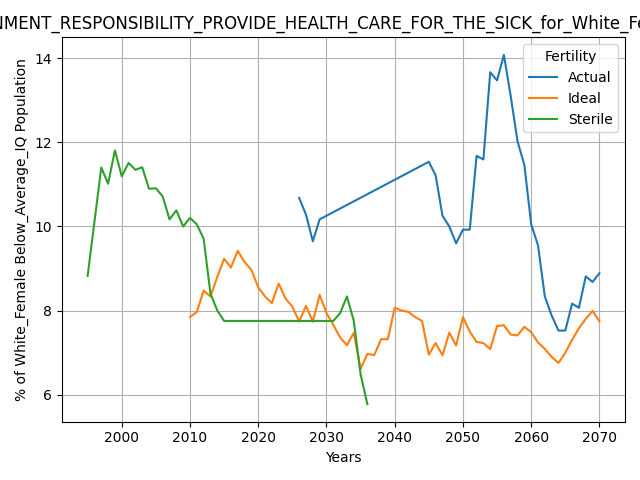 NMENT_RESPONSIBILITY_PROVIDE_HEALTH_CARE_FOR_THE_SICK_for_White_Fe
% of White_Female Below_Average_IQ Population
14
12
10
8
6
Fertility
Actual
Ideal
Sterile
2000 2010 2020 2030 2040 2050 2060 2070
Years